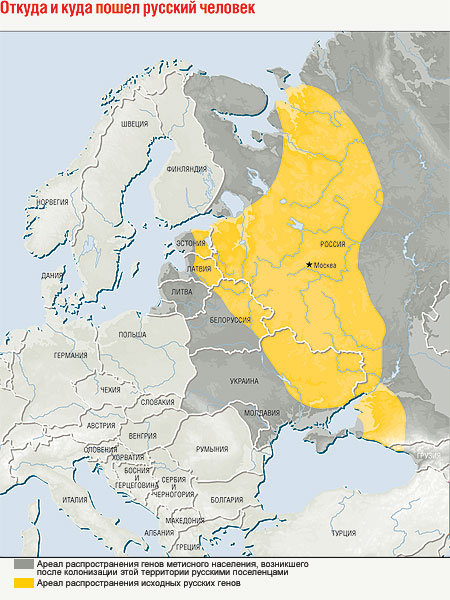 Откуда и куда пошел русский человек
ШВЕЦИЯ
ФИНЛЯНДИЯ
НОРВЕГИЯ
ЭСТОНИЯ
РОССИЯ
Москва
ЛАТВИЯ
ДАНИЯ
ЛИТВА
БЕЛОРУССИЯ
ПОЛЬША
ГЕРМАНИЯ
УКРАИНА
ЧЕХИЯ
СЛОВАКИЯ
МОЛДАВИЯ
АВСТРИЯ
ВЕНГРИЯ
СЛОВЕНИЯ
РУМЫНИЯ
ГРУЗИЯ
ХОРВАТИЯ
БОСНИЯ
И
ГЕРЦЕГОВИНА
СЕРБИЯ
И
ЧЕРНОГОРИЯ
ИТАЛИЯ
БОЛГАРИЯ
МАКЕДОНИЯ
АЛБАНИЯ
ТУРЦИЯ
ГРЕЦИЯ
Ареал распространения генов метисного населения, возникшего
после колонизации этой территории русскими поселенцами
Ареал распространения исходных русских генов